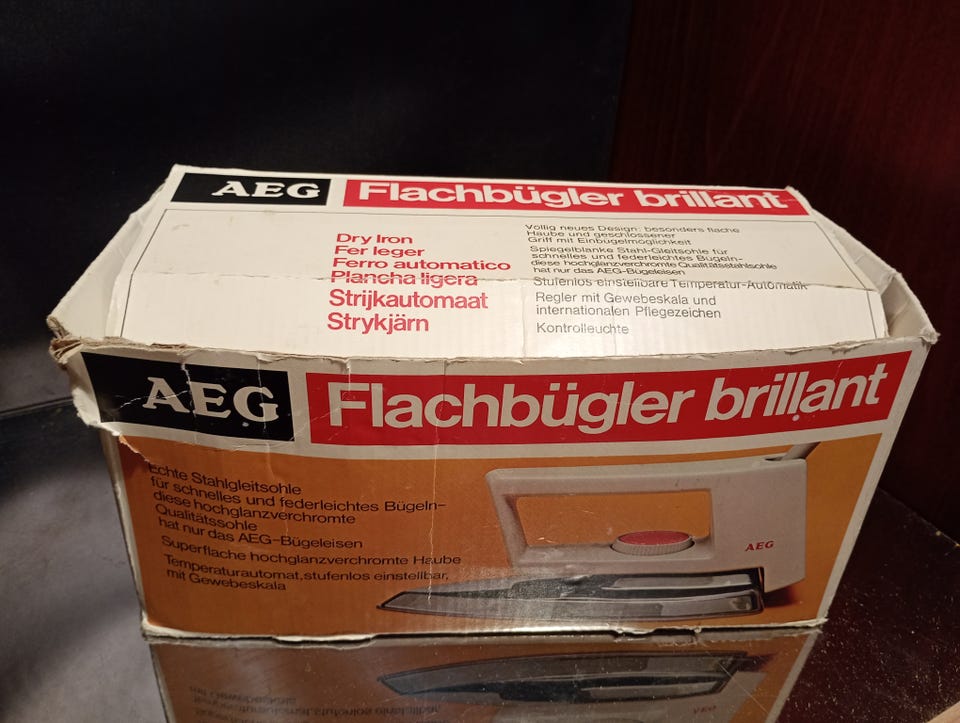 AEG Flachbügler brillant
Dry Iron
Fer leger
Ferro automatico
Plancha ligera
Strijkautomaat
Strykjärn
Völlig neues Design: besonders flache
Haube und geschlossener
Griff mit Einbügelmöglichkeit
Spiegelblanke Stahl-Gleitsohle für
schnelles und federleichtes Bügeln-
diese hochglanzverchromte Qualitätsstahlsohle
hat nur das AEG-Bügeleisen
Stufenlos einstellbare Temperatur-Automatik
Regler mit Gewebeskala und
internationalen Pflegezeichen
Kontrolleuchte
AEG Flachbügler brillant
Echte Stahlgleitsohle
für schnelles und federleichtes Bügeln-
diese hochglanzverchromte
Qualitätssohle
hat nur das AEG-Bügeleisen
Superflache hochglanzverchromte Haube
Temperaturautomat, stufenlos einstellbar,
mit Gewebeskala
AEG